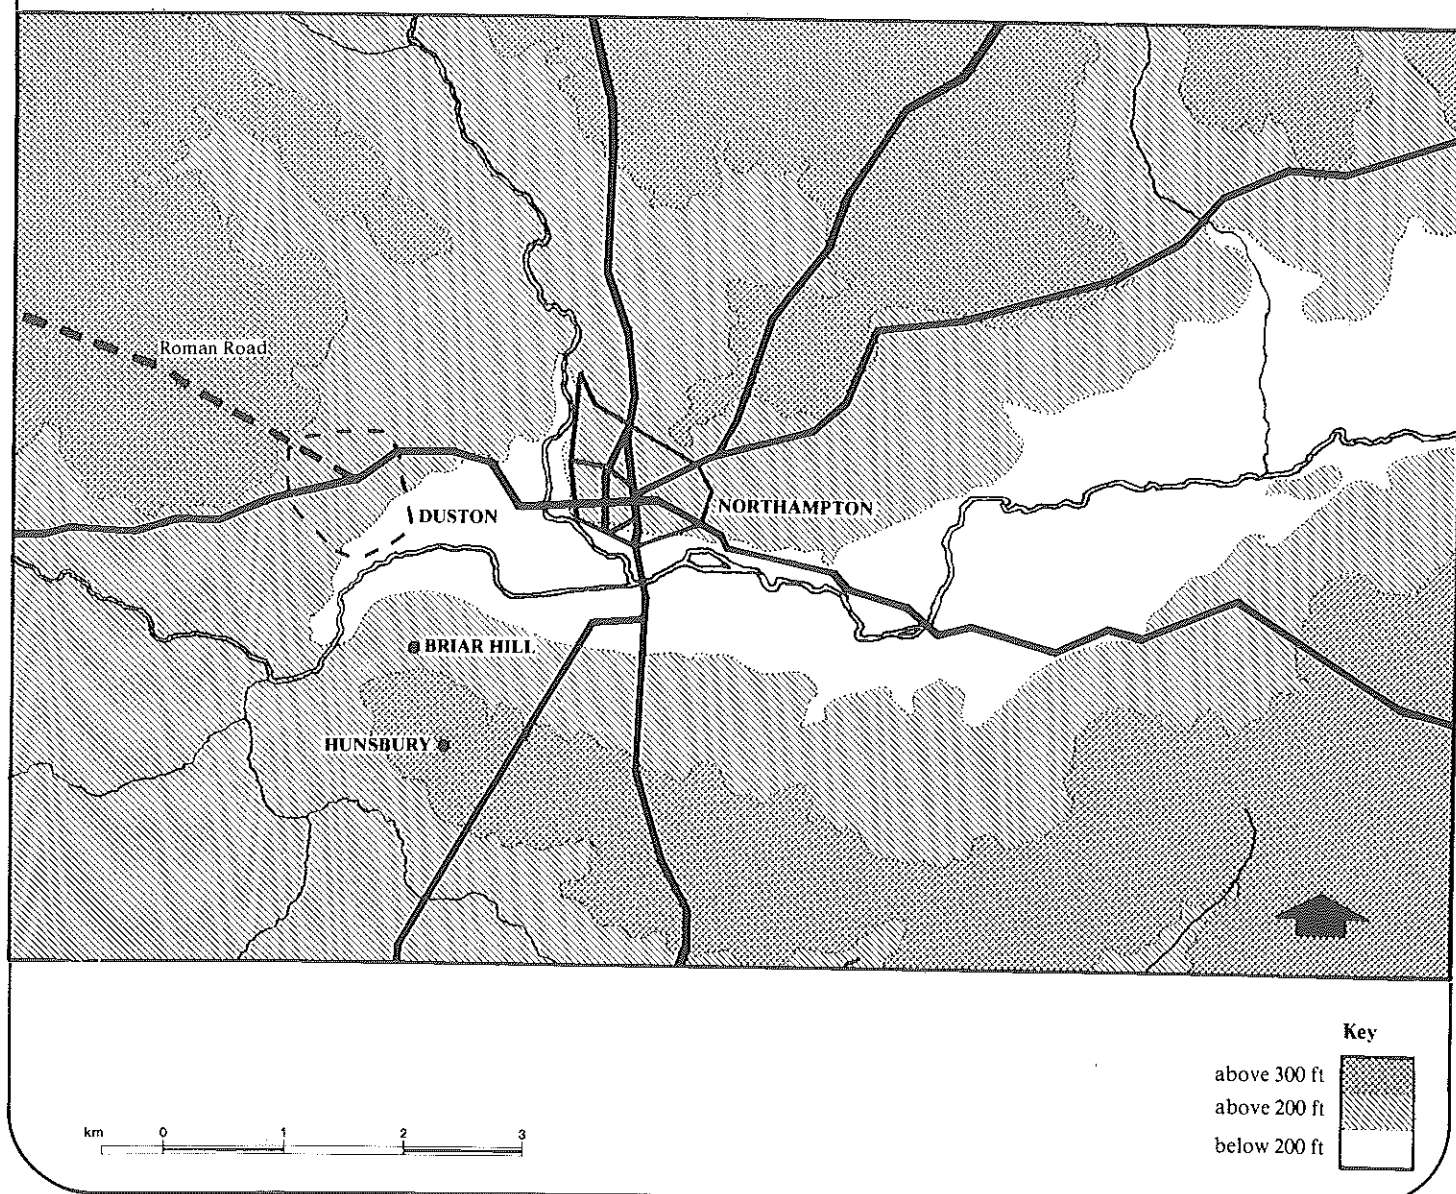 Roman Road
DUSTON
NORTHAMPTON
BRIAR HILL
HUNSBURY
Key
above 300 ft
above 200 ft
below 200 ft
km 0 1 2 3